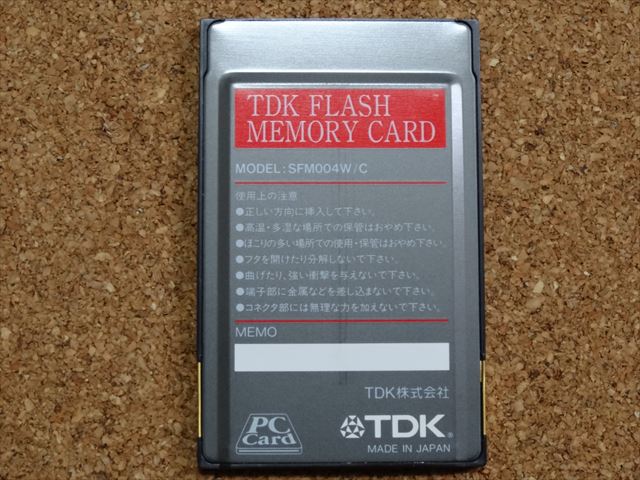 TDK FLASH
MEMORY CARD
MODEL: SFM004W/C
使用上の注意
●正しい方向に挿入して下さい。
●高温・多湿な場所での保管はおやめ下さい。
●ほこりの多い場所での使用・保管はおやめ下さい。
●フタを開けたり分解しないで下さい。
●曲げたり、強い衝撃を与えないで下さい。
●端子部に金属などを差し込まないで下さい。
●コネクタ部には無理な力を加えないで下さい。
MEMO
TDK株式会社
PC
Card
TDK®
MADE IN JAPAN